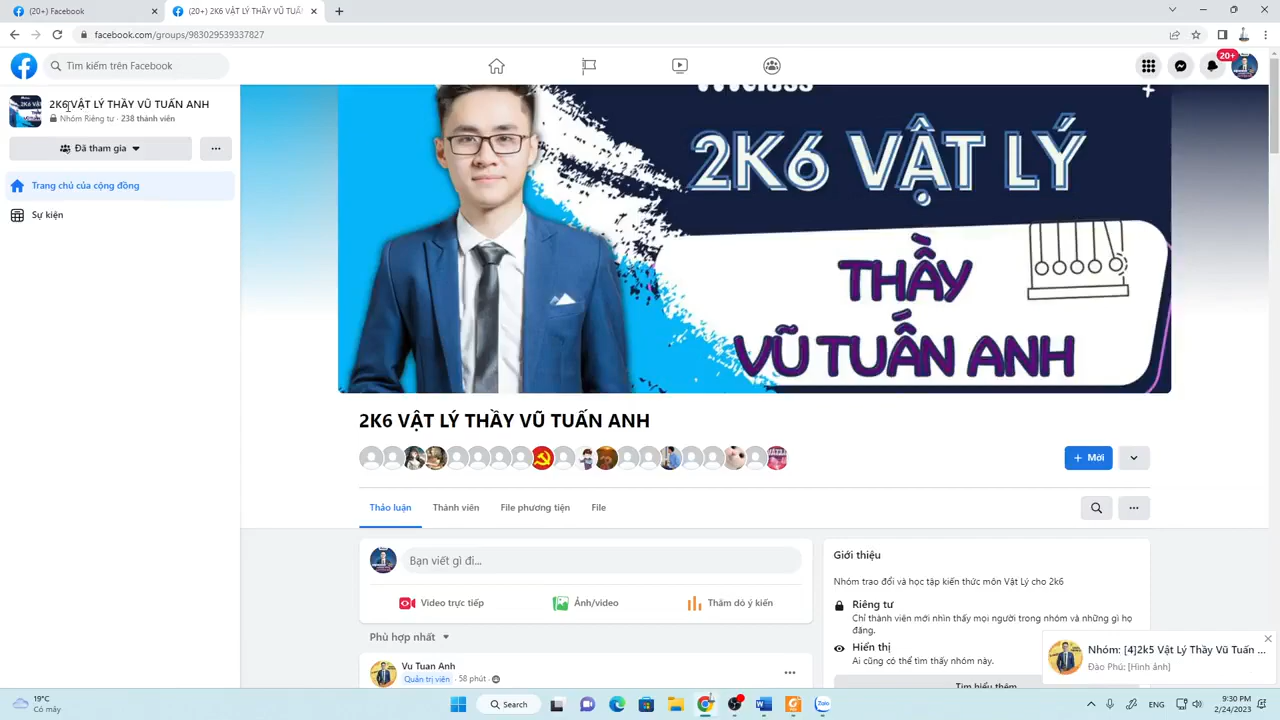 (20+) Facebook
(20+) 2K6 VẬT LÝ THẦY VŨ TUẤ
facebook.com/groups/983029539337827
Tìm kiếm trên Facebook
20+
2K6 VẬT LÝ THẦY VŨ TUẤN ANH
Nhóm Riêng tư · 238 thành viên
Đã tham gia
Trang chủ của cộng đồng
Sự kiện
2K6 VẬT LÝ
THẦY
VŨ TUẤN ANH
2K6 VẬT LÝ THẦY VŨ TUẤN ANH
+ Mời
Thảo luận
Thành viên
File phương tiện
File
Bạn viết gì đi...
Video trực tiếp
Ảnh/video
Thăm dò ý kiến
Phù hợp nhất
Vu Tuan Anh
Quản trị viên · 58 phút ·
Giới thiệu
Nhóm trao đổi và học tập kiến thức môn Vật Lý cho 2k6
Riêng tư
Chỉ thành viên mới nhìn thấy mọi người trong nhóm và những gì họ
đăng.
Hiển thị
Ai cũng có thể tìm thấy nhóm này.
Tìm hiểu thêm
Nhóm: [4]2k5 Vật Lý Thầy Vũ Tuấn ...
Đào Phú: [Hình ảnh]
19°C
Có mây
Search
Zalo
ENG
9:30 PM
2/24/2023